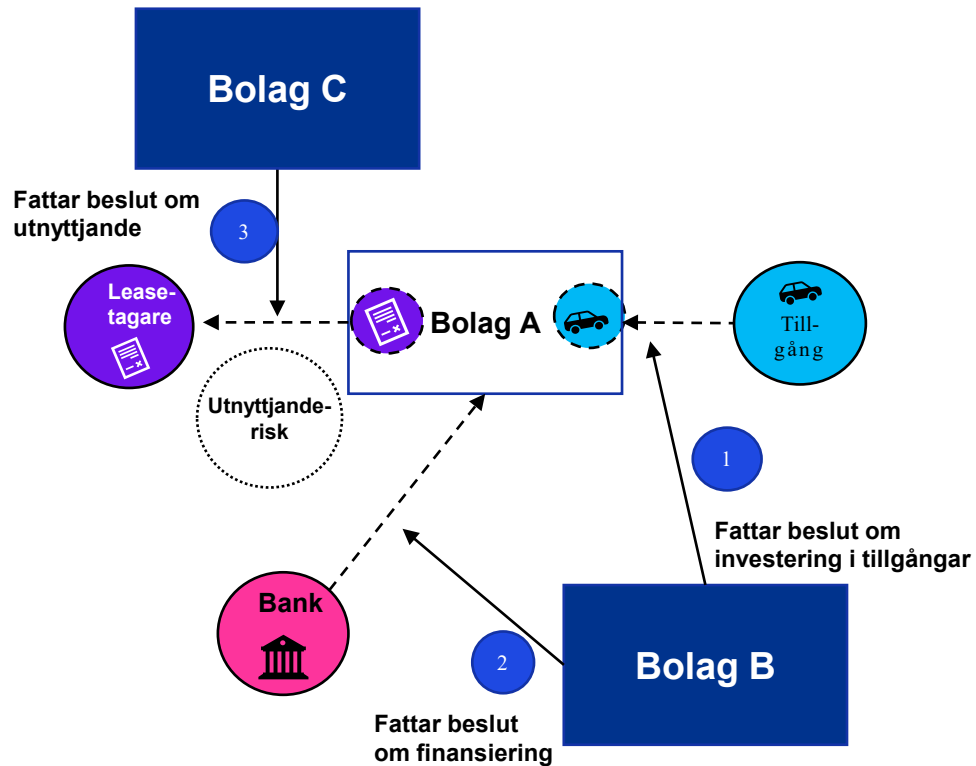 Bolag C
Fattar beslut om
utnyttjande
3
Lease-
tagare
Bolag A
Till-
gång
Utnyttjande-
risk
1
Fattar beslut om
investering i tillgångar
Bank
2
Bolag B
Fattar beslut
om finansiering